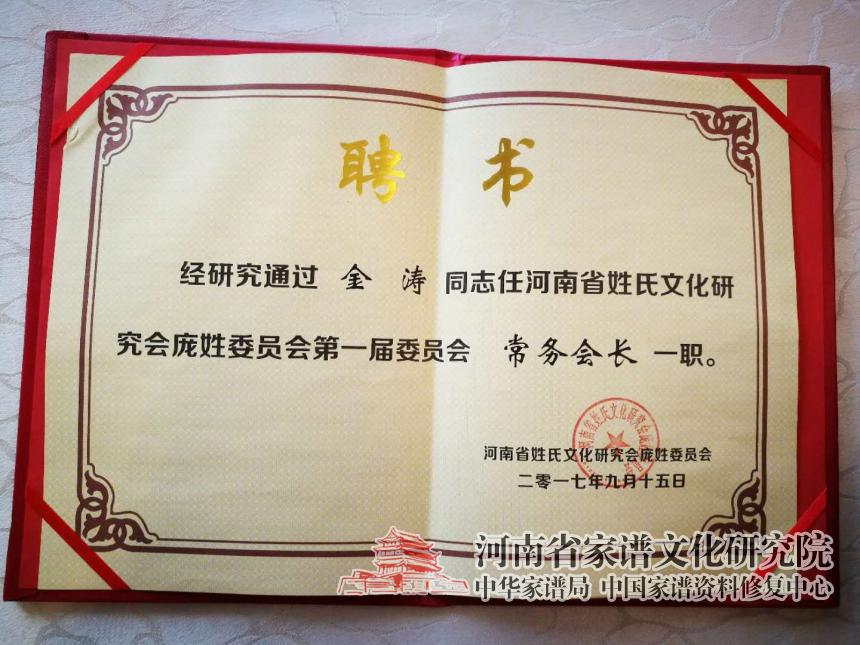 聘书
经研究通过 金涛 同志任河南省姓氏文化研
究会庞姓委员会第一届委员会 常务会长 一职。
河南省姓氏文化研究会庞姓委员会
二零一七年九月十五日
河南省家谱文化研究院
中华家谱局 中国家谱资料修复中心